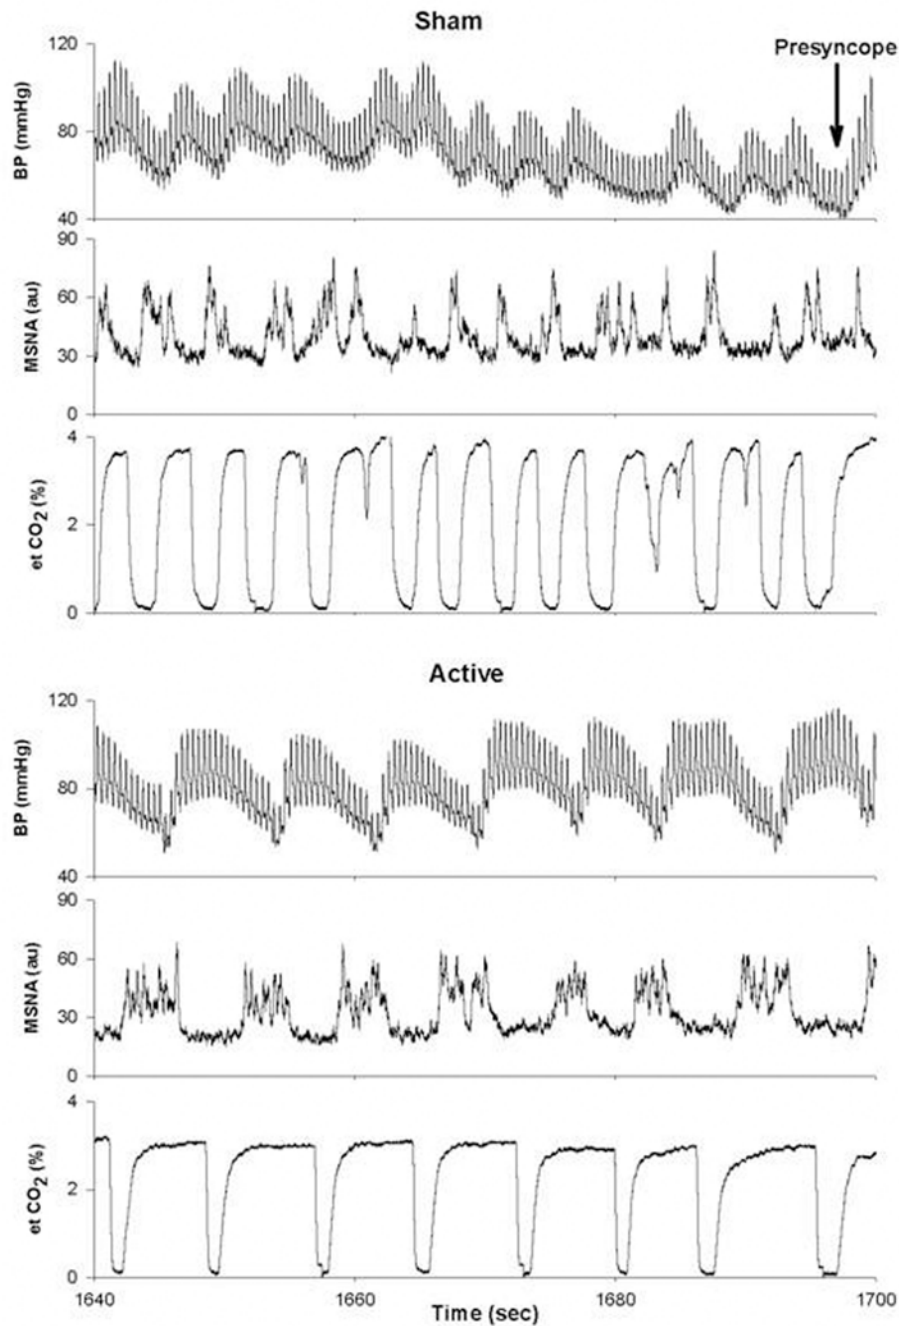 Sham
Presyncope
120
80
40
BP (mmHg)
90
60
30
0
MSNA (au)
4
2
0
et CO2 (%)
Active
120
80
40
BP (mmHg)
90
60
30
0
MSNA (au)
4
2
0
et CO2 (%)
1640 1660 1680 1700
Time (sec)